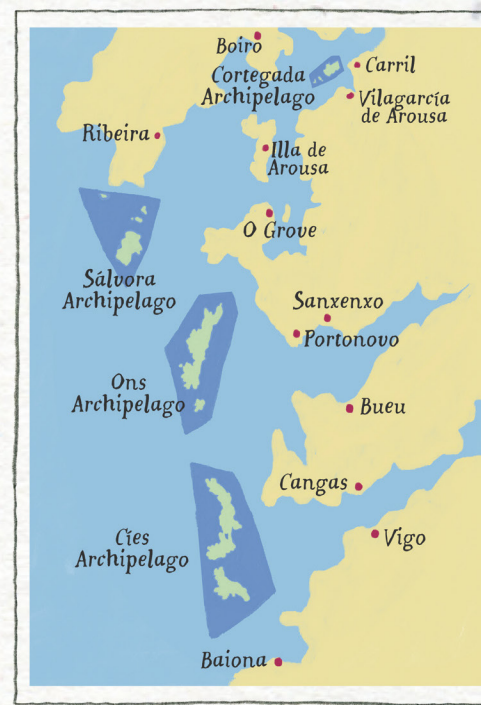 Boiro
Cortegada
Archipelago
Carril
Vilagarcía
de Arousa
Ribeira
Illa de
Arousa
O Grove
Sálvora
Archipelago
Sanxenxo
Portonovo
Ons
Archipelago
Bueu
Cangas
Cíes
Archipelago
Vigo
Baiona